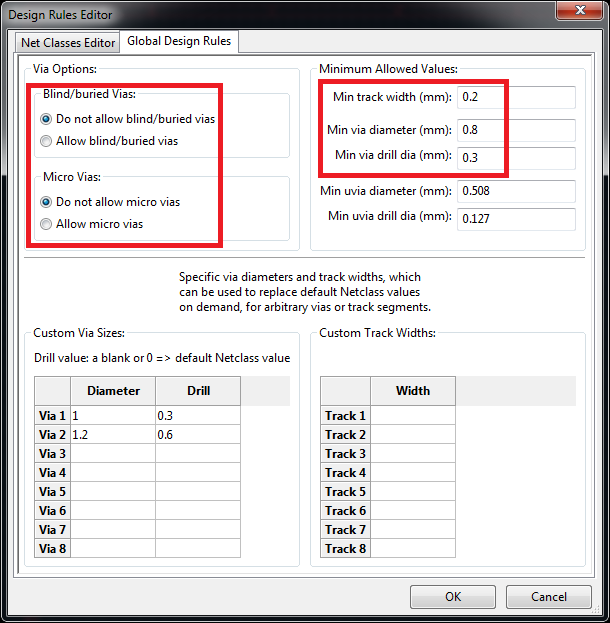 Design Rules Editor
Net Classes Editor Global Design Rules
Via Options:
Blind/buried Vias:
Do not allow blind/buried vias
Allow blind/buried vias
Micro Vias:
Do not allow micro vias
Allow micro vias
Minimum Allowed Values:
Min track width (mm): 0.2
Min via diameter (mm): 0.8
Min via drill dia (mm): 0.3
Min uvia diameter (mm): 0.508
Min uvia drill dia (mm): 0.127
Specific via diameters and track widths, which
can be used to replace default Netclass values
on demand, for arbitrary vias or track segments.
Custom Via Sizes:
Drill value: a blank or 0 => default Netclass value
Diameter Drill
Via 1 1 0.3
Via 2 1.2 0.6
Via 3
Via 4
Via 5
Via 6
Via 7
Via 8
Custom Track Widths:
Width
Track 1
Track 2
Track 3
Track 4
Track 5
Track 6
Track 7
Track 8
OK Cancel